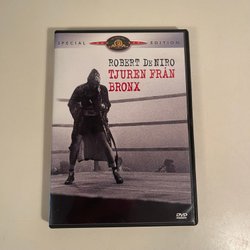 SPECIAL EDITION
ROBERT DE NIRO
TJUREN FRÅN
BRONX
DVD